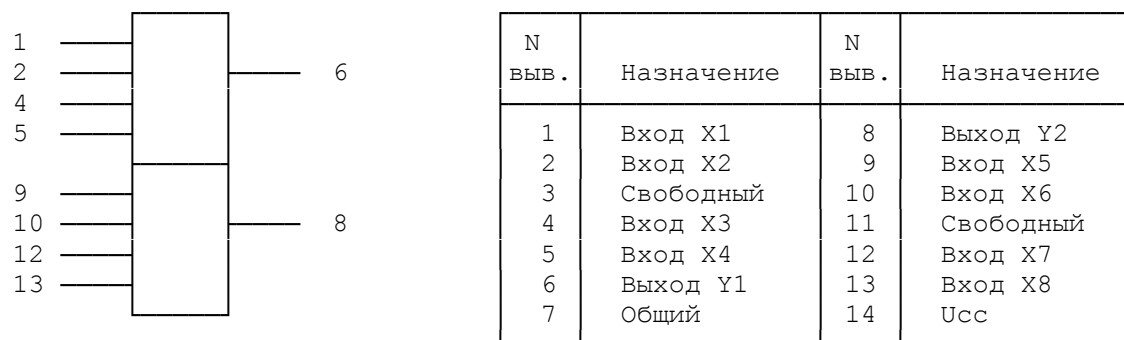 1
2
4
5
6
9
10
12
13
8
N N
выв. Назначение выв. Назначение
1 Вход X1 8 Выход Y2
2 Вход X2 9 Вход X5
3 Свободный 10 Вход X6
4 Вход X3 11 Свободный
5 Вход X4 12 Вход X7
6 Выход Y1 13 Вход X8
7 Общий 14 Ucc